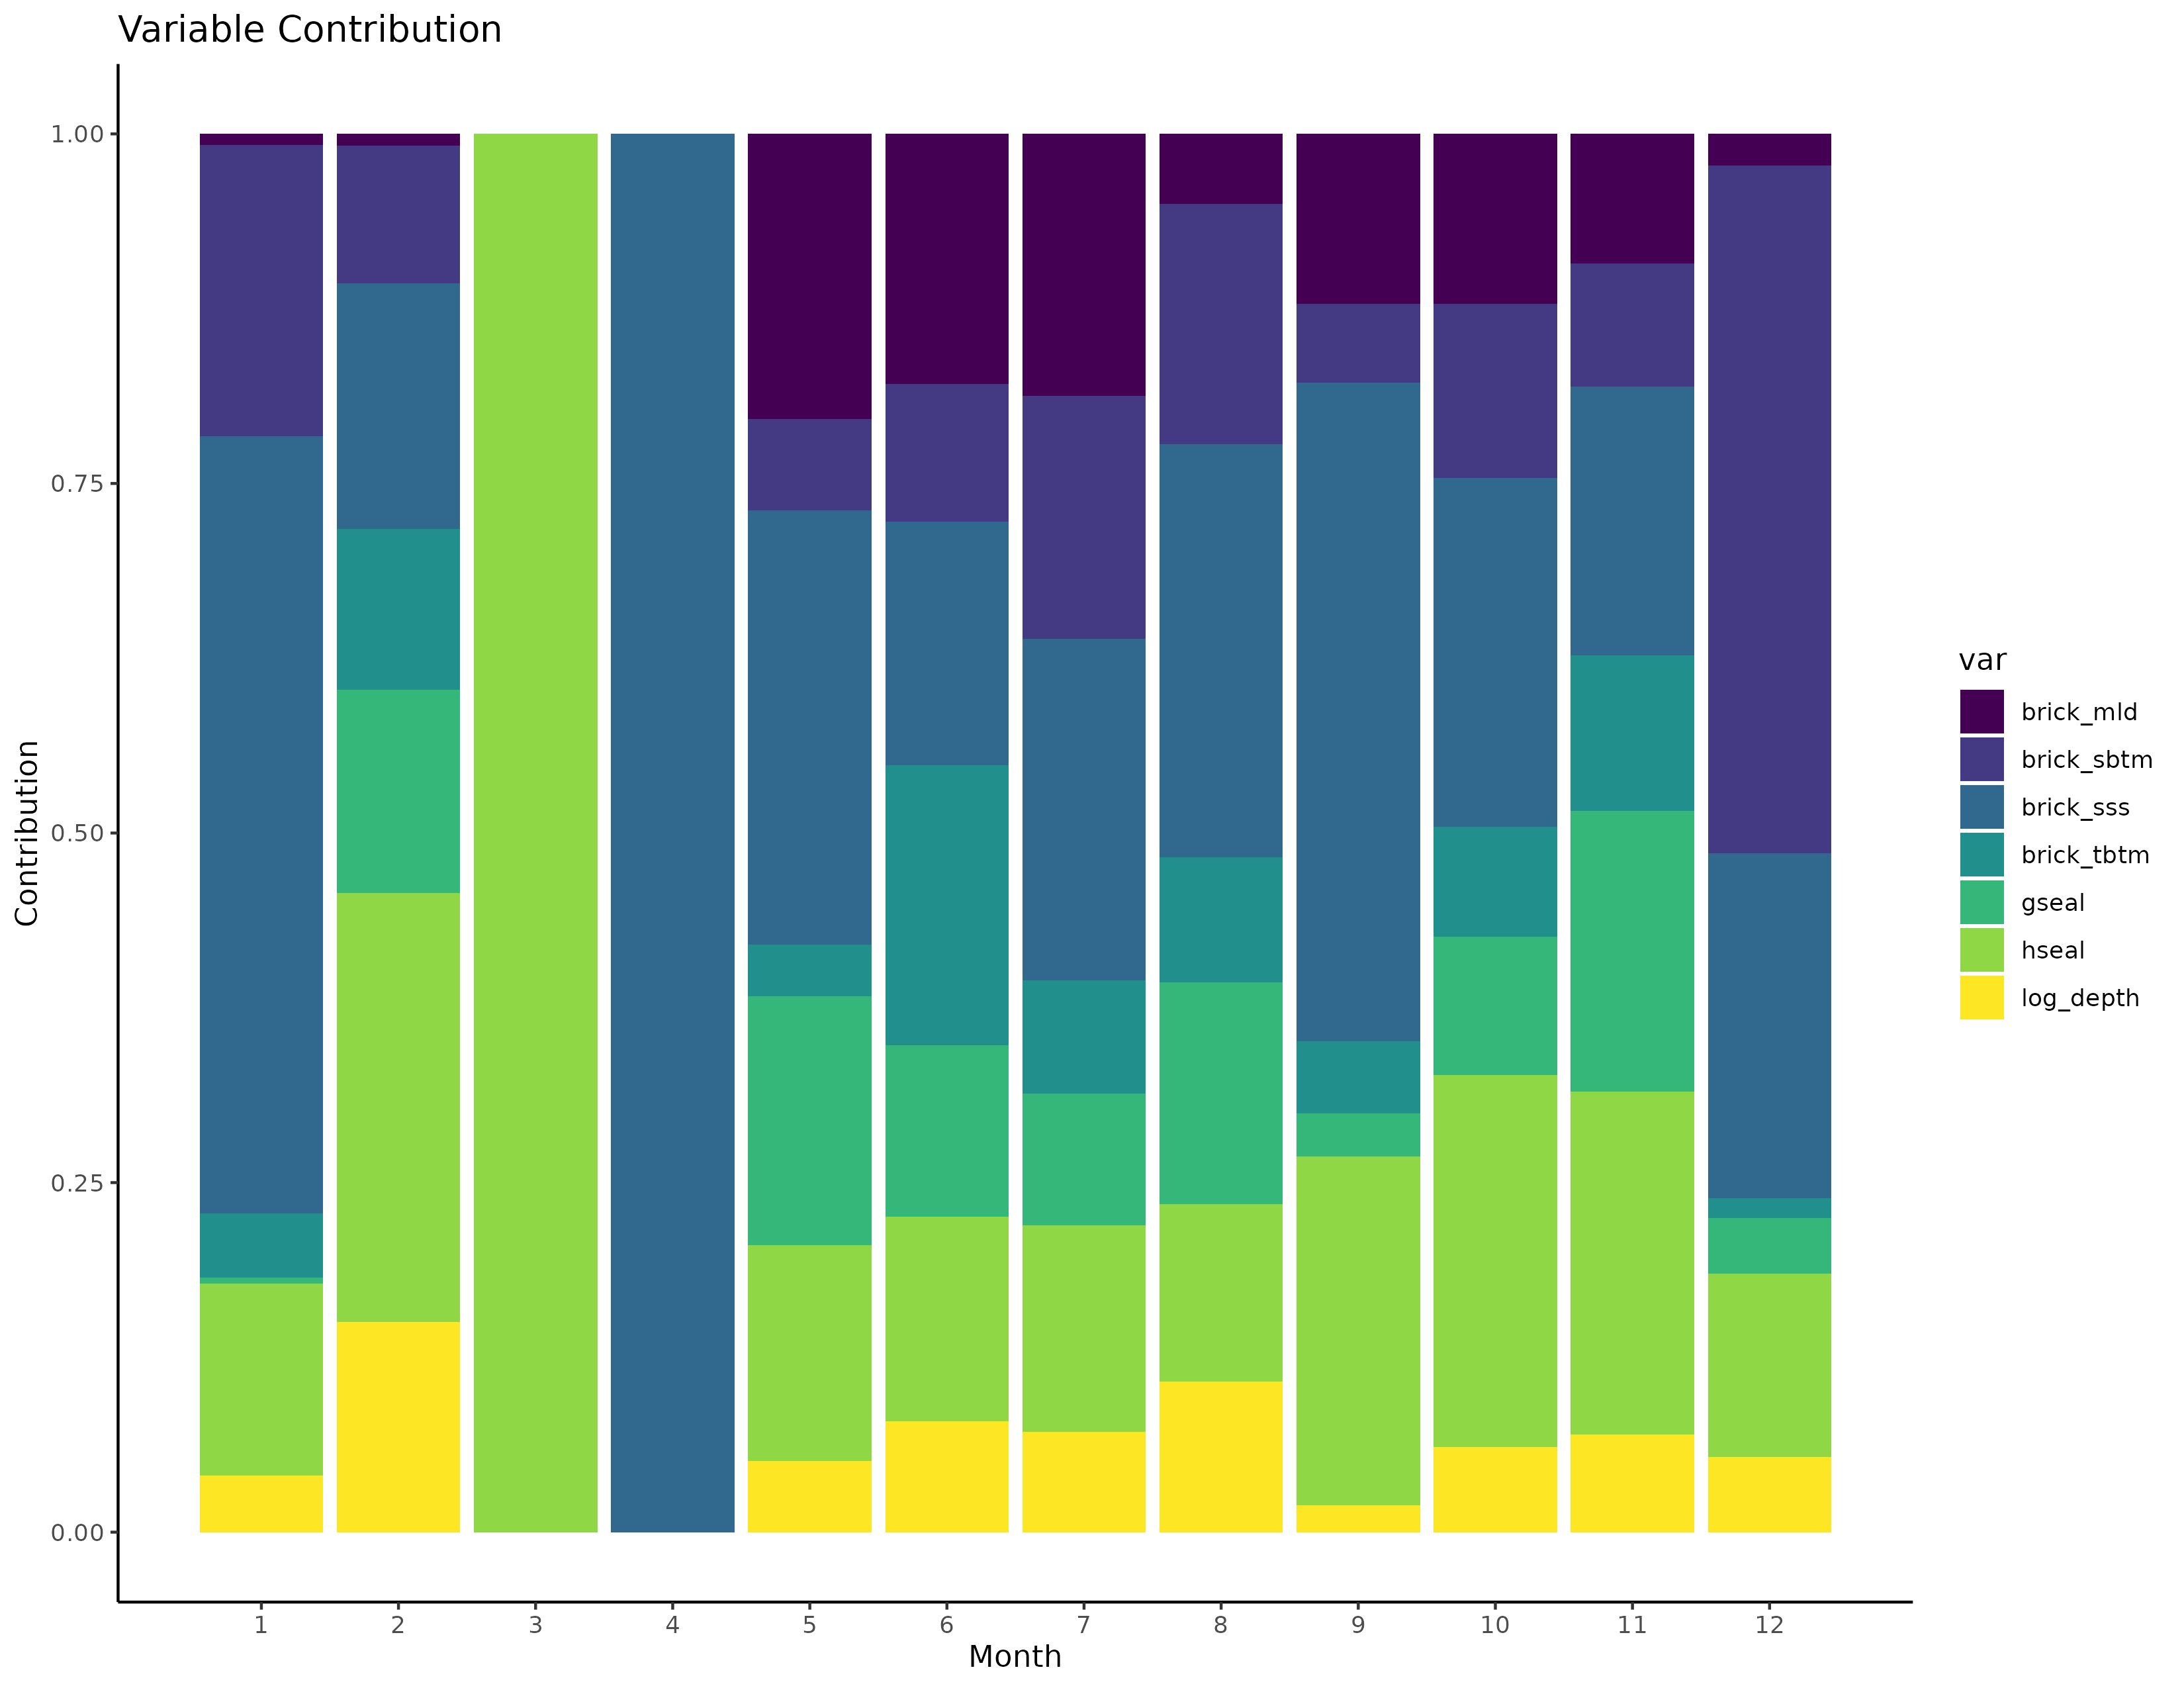 Variable Contribution
1.00
0.75
0.50
0.25
0.00
Contribution
1 2 3 4 5 6 7 8 9 10 11 12
Month
var
brick_mld
brick_sbtm
brick_sss
brick_tbtm
gseal
hseal
log_depth